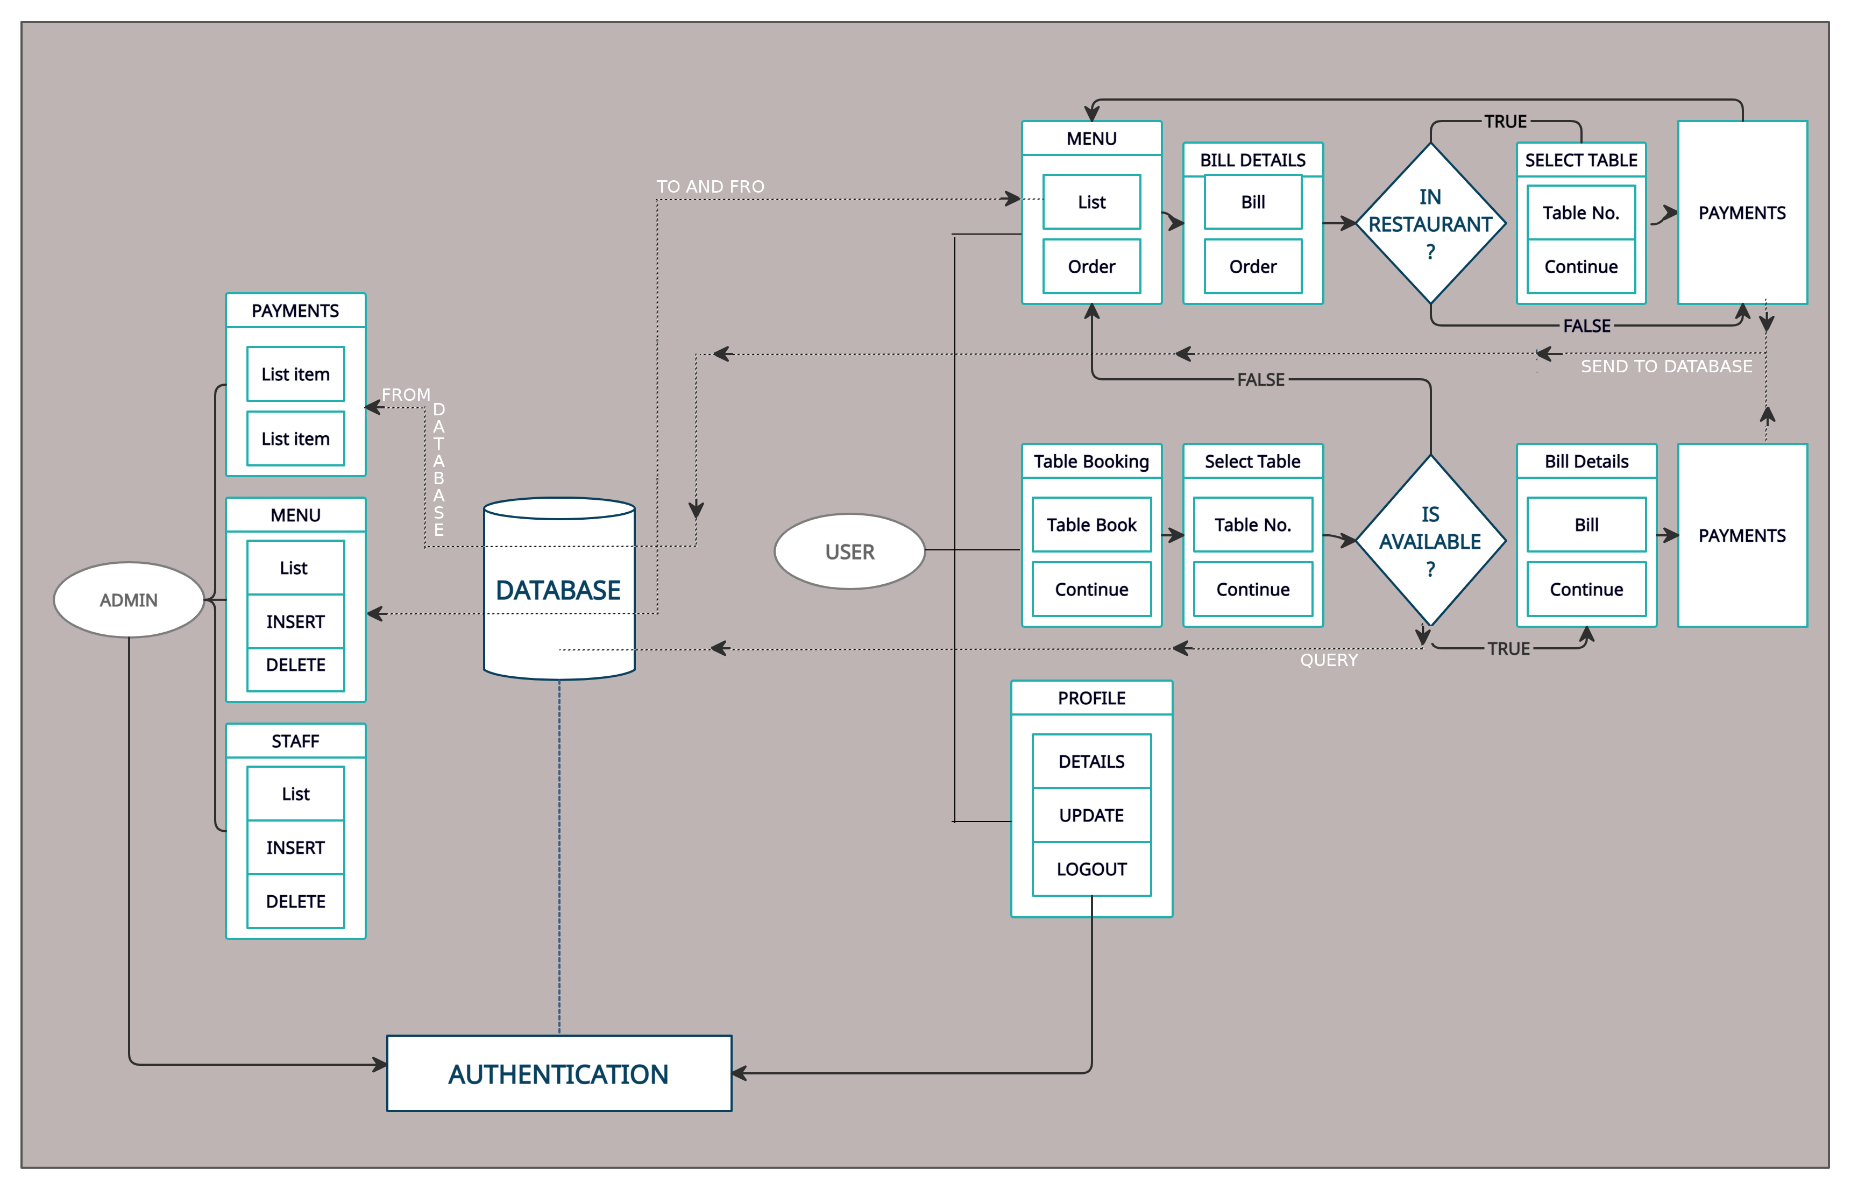 TRUE
MENU
List
Order
BILL DETAILS
Bill
Order
IN
RESTAURANT
?
SELECT TABLE
Table No.
Continue
PAYMENTS
FALSE
TO AND FRO
SEND TO DATABASE
FALSE
PAYMENTS
List item
List item
FROM
D
A
T
A
B
A
S
E
MENU
List
INSERT
DELETE
STAFF
List
INSERT
DELETE
ADMIN
DATABASE
USER
Table Booking
Table Book
Continue
Select Table
Table No.
Continue
IS
AVAILABLE
?
Bill Details
Bill
Continue
PAYMENTS
TRUE
QUERY
PROFILE
DETAILS
UPDATE
LOGOUT
AUTHENTICATION